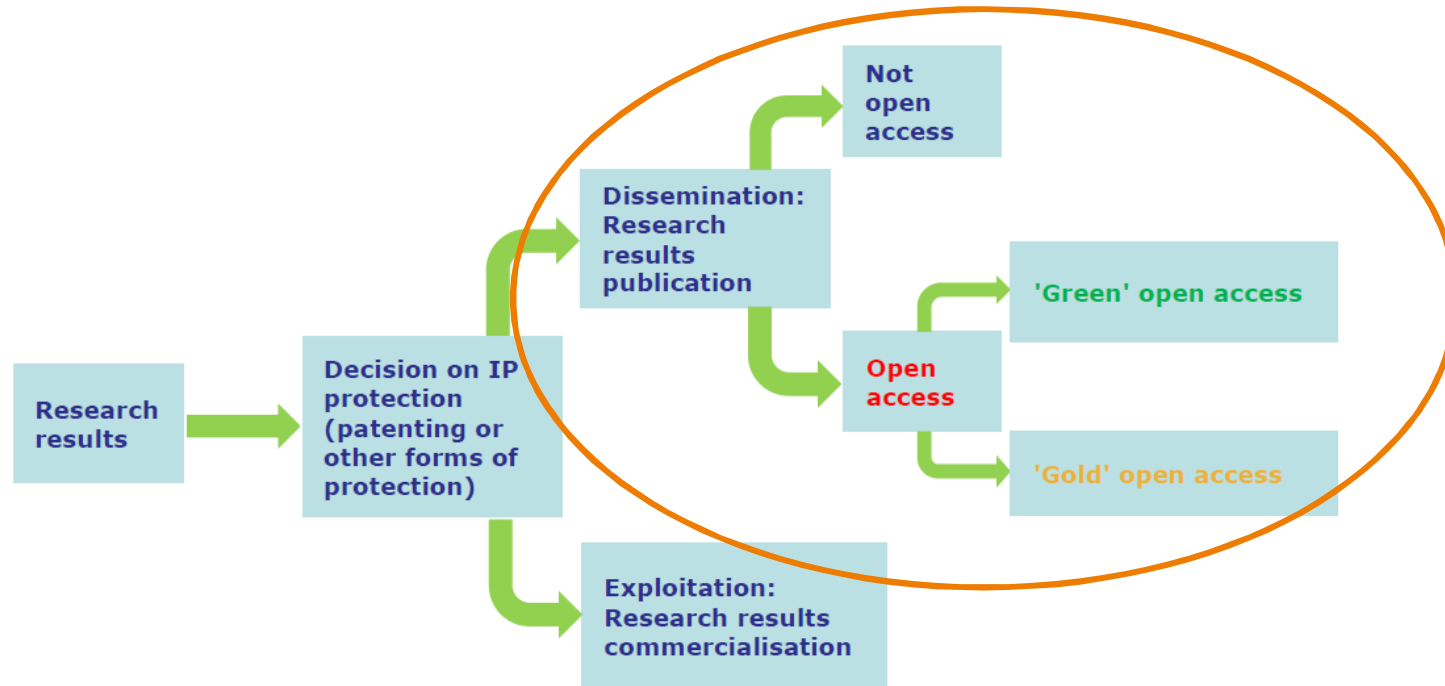 Research
results
Decision on IP
protection
(patenting or
other forms of
protection)
Dissemination:
Research
results
publication
Not
open
access
Open
access
'Green' open access
'Gold' open access
Exploitation:
Research results
commercialisation